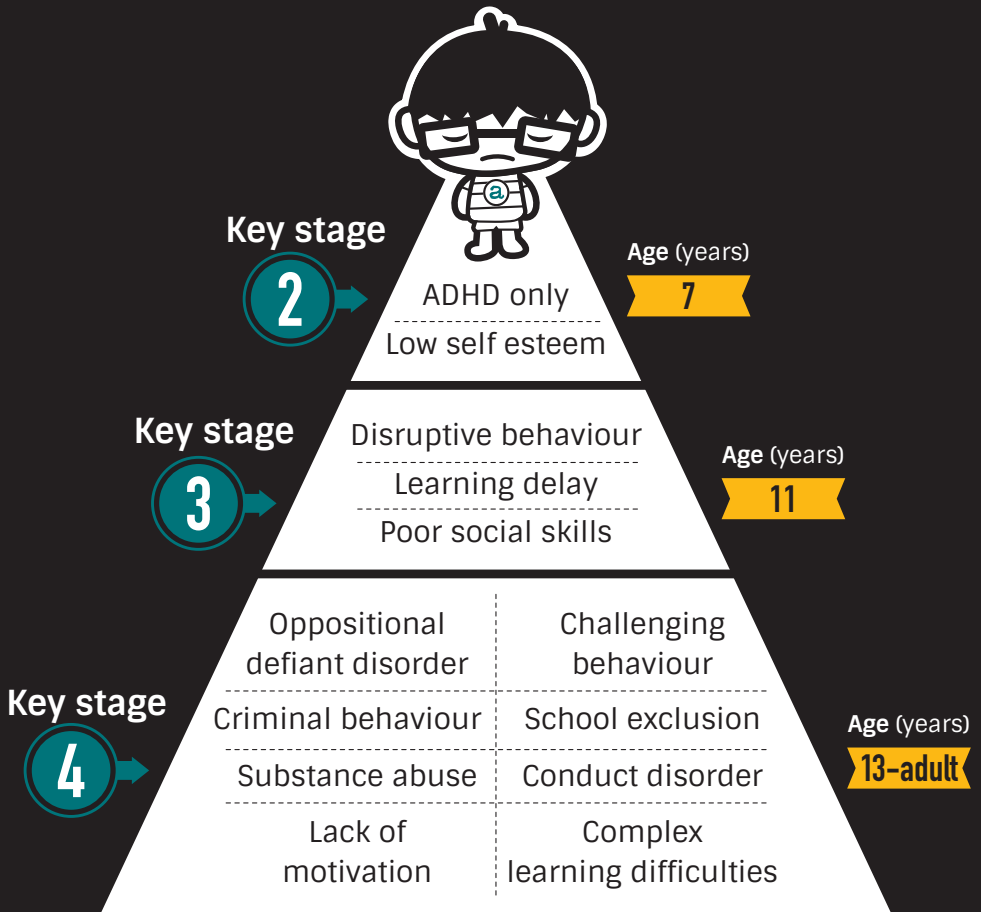 a
Key stage
2
ADHD only
Low self esteem
Age (years)
7
Key stage
3
Disruptive behaviour
Learning delay
Poor social skills
Age (years)
11
Key stage
4
Oppositional
defiant disorder
Challenging
behaviour
Criminal behaviour
School exclusion
Substance abuse
Conduct disorder
Lack of
motivation
Complex
learning difficulties
Age (years)
13-adult